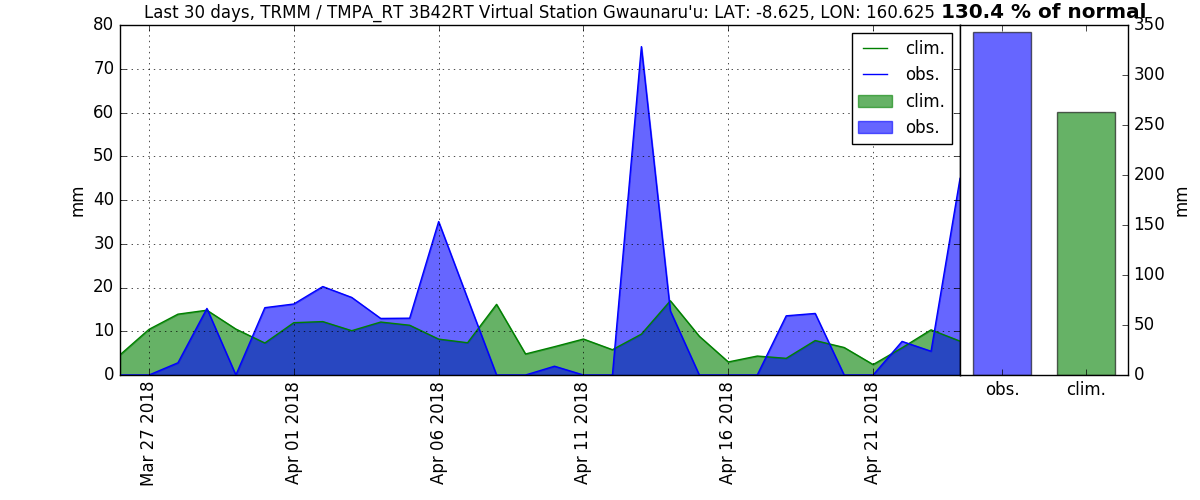 Last 30 days, TRMM / TMPA_RT 3B42RT Virtual Station Gwaunaru'u: LAT: -8.625, LON: 160.625 130.4 % of normal
80
70
60
50
40
30
20
10
0
mm
clim.
obs.
clim.
obs.
Mar 27 2018
Apr 01 2018
Apr 06 2018
Apr 11 2018
Apr 16 2018
Apr 21 2018
350
300
250
200
150
100
50
0
mm
obs. clim.